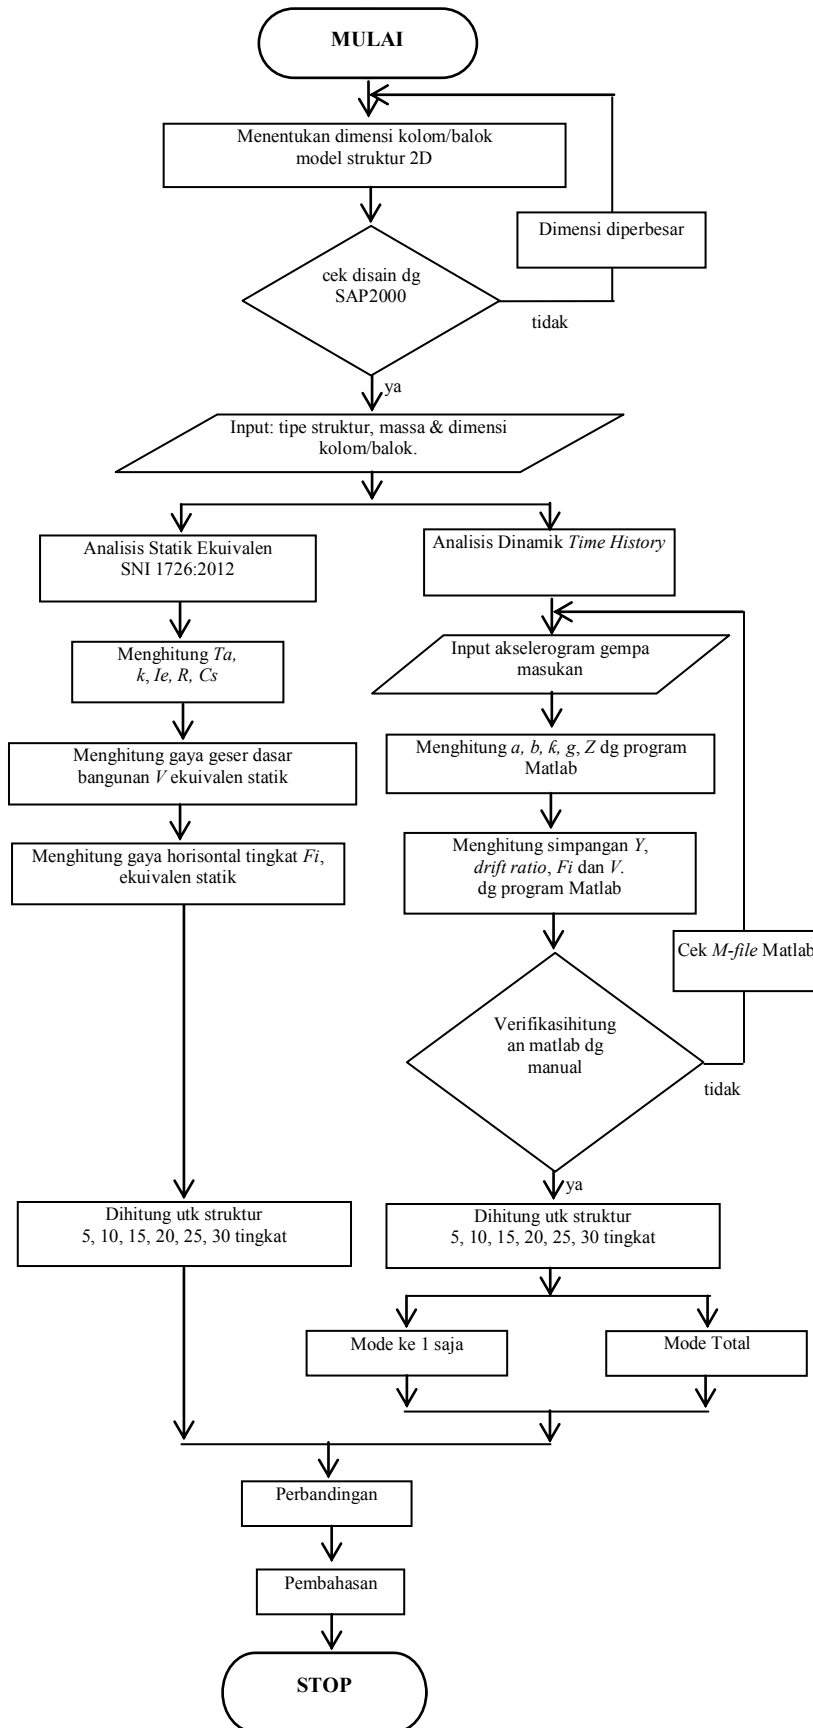 MULAI
Menentukan dimensi kolom/balok
model struktur 2D
Dimensi diperbesar
cek disain dg
SAP2000
tidak
ya
Input: tipe struktur, massa & dimensi
kolom/balok.
Analisis Statik Ekuivalen
SNI 1726:2012
Menghitung Ta,
k, Ie, R, Cs
Menghitung gaya geser dasar
bangunan V ekuivalen statik
Menghitung gaya horisontal tingkat Fi,
ekuivalen statik
Dihitung utk struktur
5, 10, 15, 20, 25, 30 tingkat
Analisis Dinamik Time History
Input akselerogram gempa
masukan
Menghitung a, b, k, g, Z dg program
Matlab
Menghitung simpangan Y,
drift ratio, Fi dan V.
dg program Matlab
Cek M-file Matlab
Verifikasihitung
an matlab dg
manual
tidak
ya
Dihitung utk struktur
5, 10, 15, 20, 25, 30 tingkat
Mode ke 1 saja
Mode Total
Perbandingan
Pembahasan
STOP